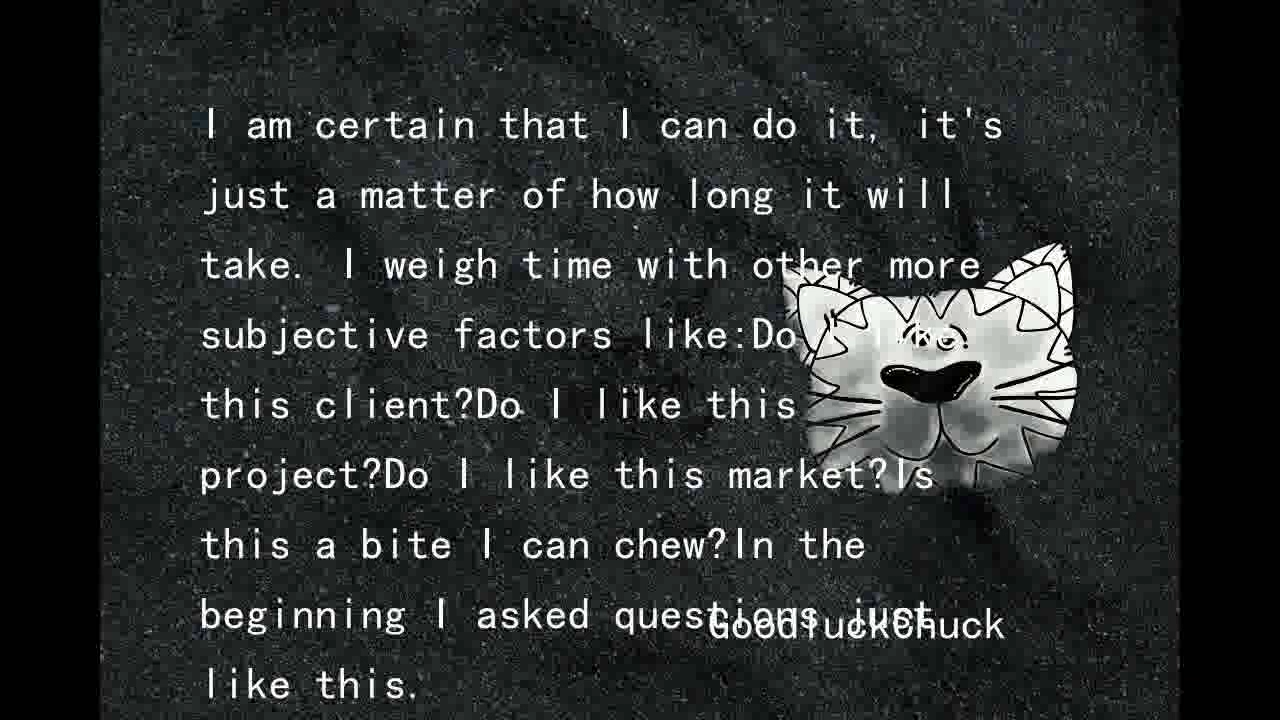 I am certain that I can do it, it's
just a matter of how long it will
take. I weigh time with other more
subjective factors like:Do I like
this client?Do I like this
project?Do I like this market?Is
this a bite I can chew?In the
beginning I asked questions just
like this.
Goodluckchuck